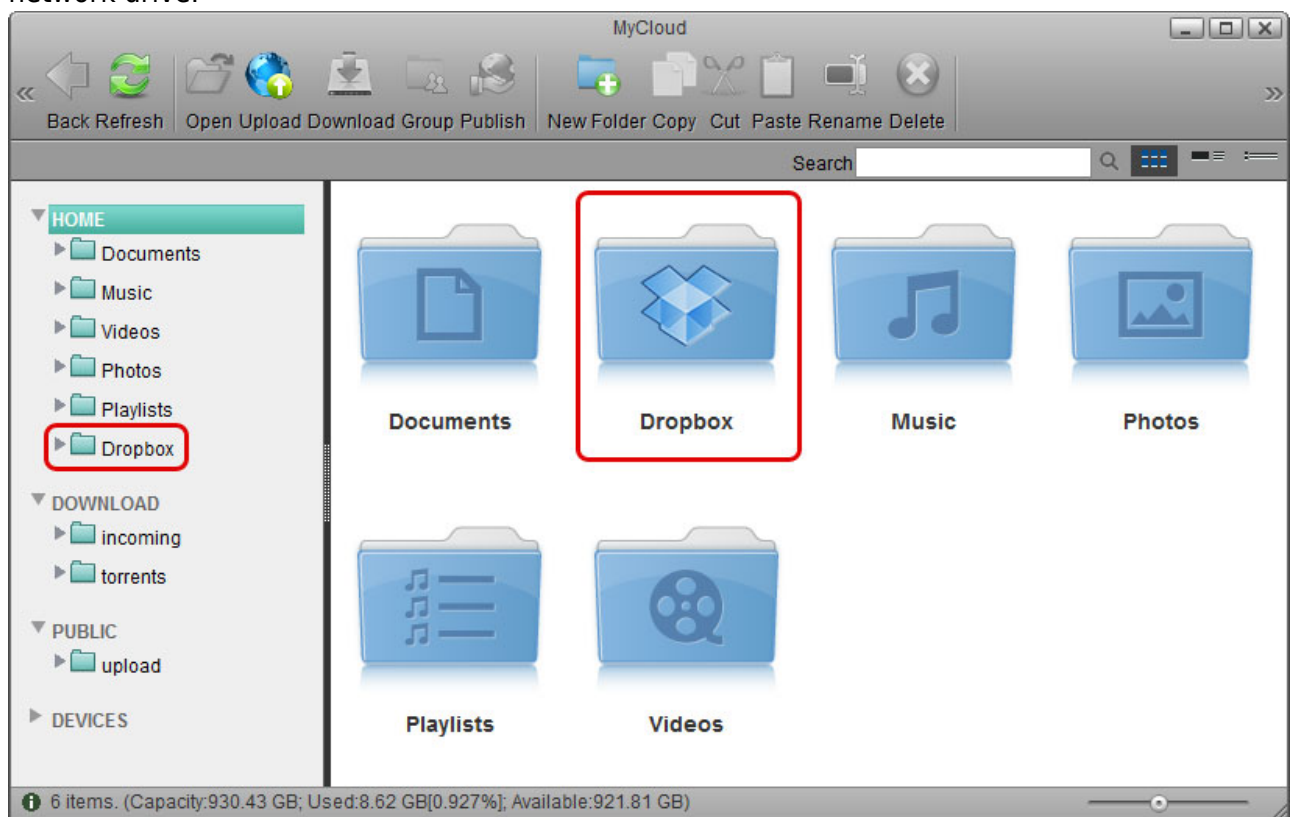 network drive.
MyCloud
Back Refresh Open Upload Download Group Publish New Folder Copy Cut Paste Rename Delete
Search
HOME
Documents
Music
Videos
Photos
Playlists
Dropbox
DOWNLOAD
incoming
torrents
PUBLIC
upload
DEVICES
Documents Dropbox Music Photos
Playlists Videos
6 items. (Capacity:930.43 GB; Used:8.62 GB[0.927%]; Available:921.81 GB)